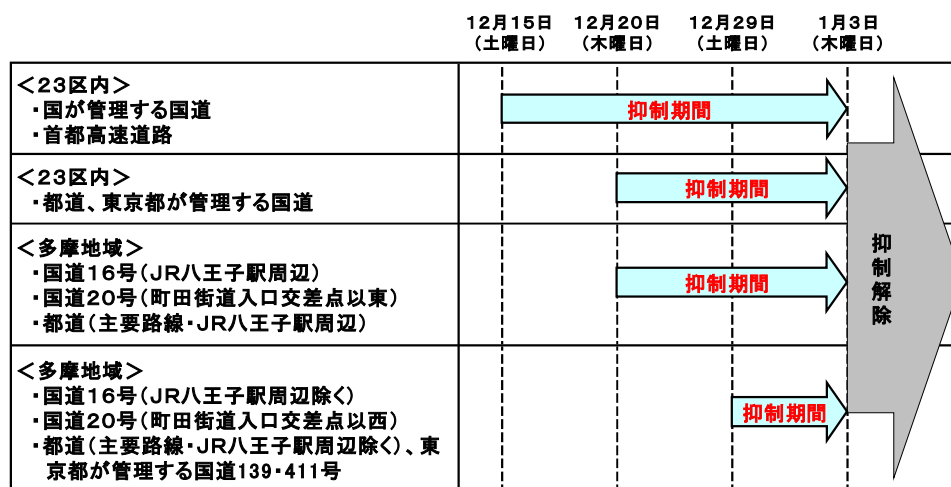 12月15日 12月20日 12月29日 1月3日
(土曜日) (木曜日) (土曜日) (木曜日)
<23区内>
・国が管理する国道
・首都高速道路
抑制期間
<23区内>
・都道、東京都が管理する国道
抑制期間
<多摩地域>
・国道16号(JR八王子駅周辺)
・国道20号(町田街道入口交差点以東)
・都道(主要路線・JR八王子駅周辺)
抑制期間
<多摩地域>
・国道16号(JR八王子駅周辺除く)
・国道20号(町田街道入口交差点以西)
・都道(主要路線・JR八王子駅周辺除く)、東
京都が管理する国道139・411号
抑制期間
抑制解除